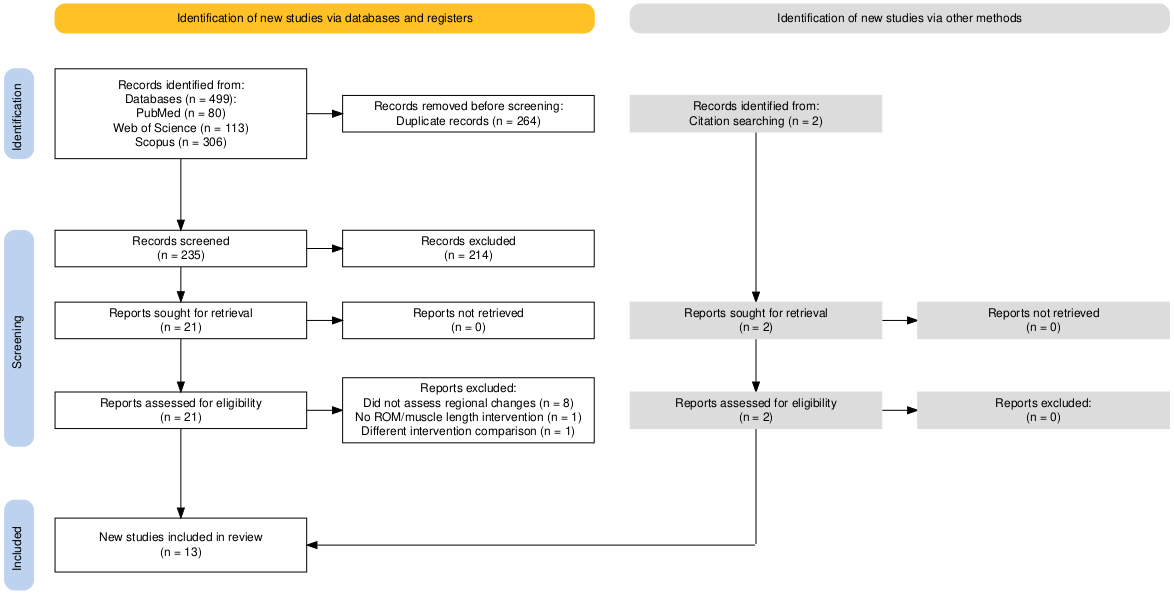 Identification of new studies via databases and registers
Identification of new studies via other methods
Identification
Records identified from:
Databases (n = 499):
PubMed (n = 80)
Web of Science (n = 113)
Scopus (n = 306)
Records removed before screening:
Duplicate records (n = 264)
Records identified from:
Citation searching (n = 2)
Screening
Records screened
(n = 235)
Records excluded
(n = 214)
Reports sought for retrieval
(n = 21)
Reports not retrieved
(n = 0)
Reports sought for retrieval
(n = 2)
Reports not retrieved
(n = 0)
Reports assessed for eligibility
(n = 21)
Reports excluded:
Did not assess regional changes (n = 8)
No ROM/muscle length intervention (n = 1)
Different intervention comparison (n = 1)
Reports assessed for eligibility
(n = 2)
Reports excluded:
(n = 0)
Included
New studies included in review
(n = 13)